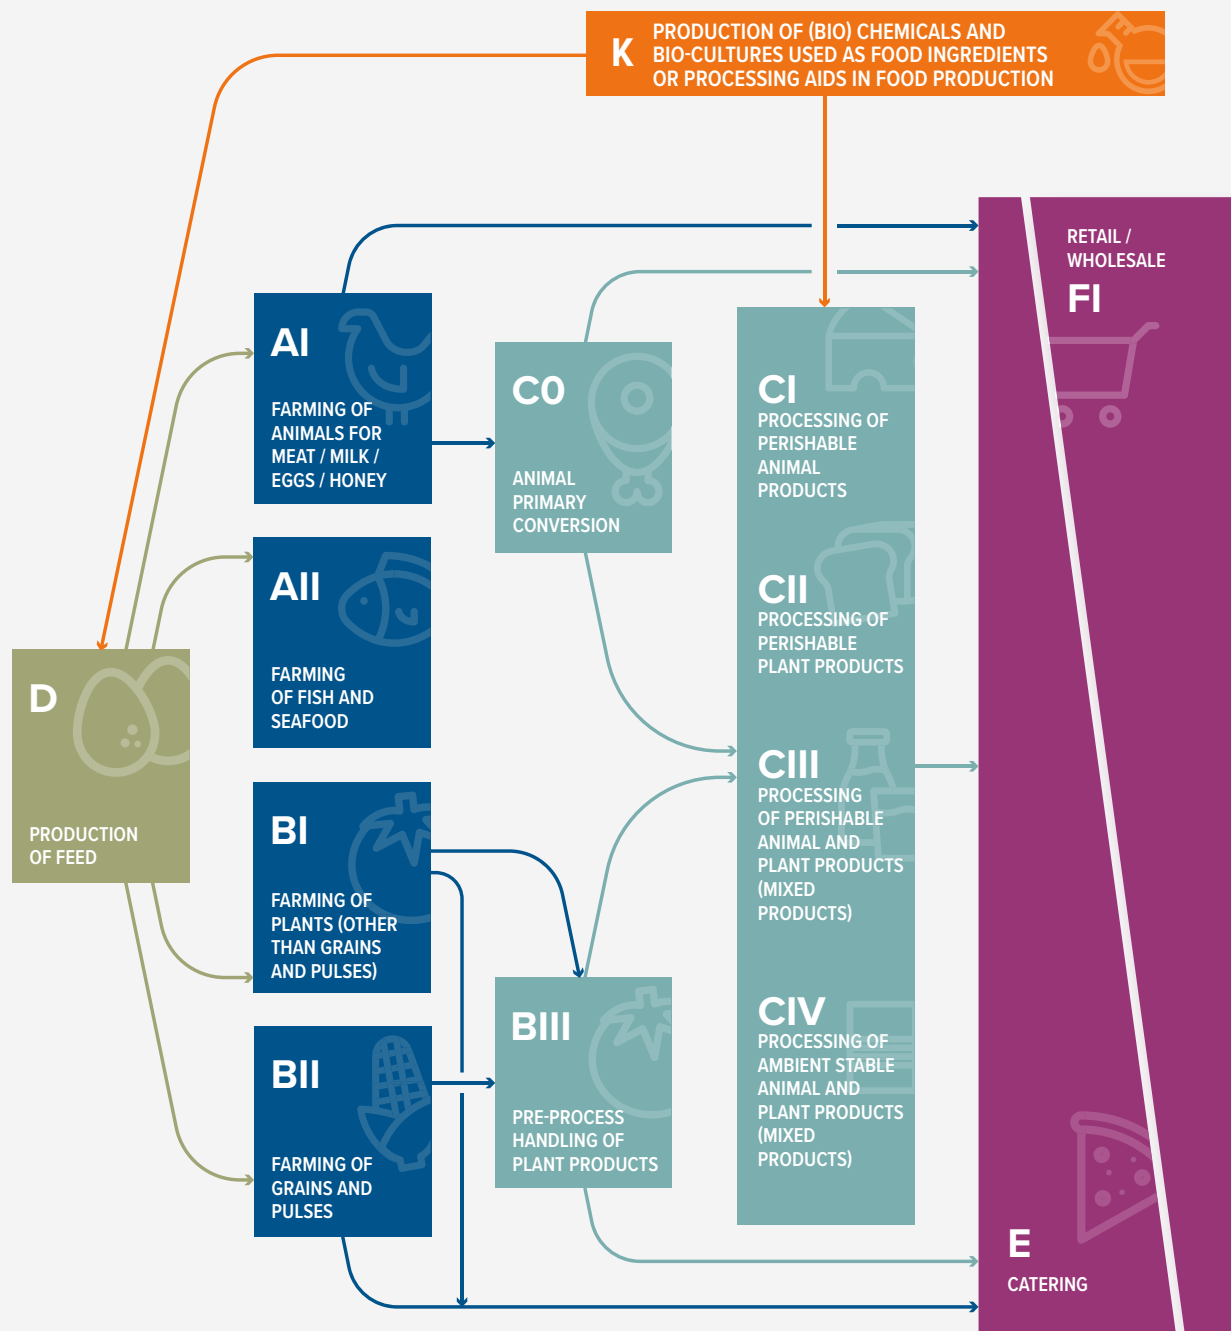 K
PRODUCTION OF (BIO) CHEMICALS AND
BIO-CULTURES USED AS FOOD INGREDIENTS
OR PROCESSING AIDS IN FOOD PRODUCTION
RETAIL /
WHOLESALE
FI
AI
FARMING OF
ANIMALS FOR
MEAT / MILK /
EGGS / HONEY
C0
ANIMAL
PRIMARY
CONVERSION
CI
PROCESSING OF
PERISHABLE
ANIMAL
PRODUCTS
AII
FARMING
OF FISH AND
SEAFOOD
CII
PROCESSING OF
PERISHABLE
PLANT PRODUCTS
D
PRODUCTION
OF FEED
BI
FARMING OF
PLANTS (OTHER
THAN GRAINS
AND PULSES)
CIII
PROCESSING
OF PERISHABLE
ANIMAL AND
PLANT PRODUCTS
(MIXED
PRODUCTS)
BII
FARMING OF
GRAINS AND
PULSES
BIII
PRE-PROCESS
HANDLING OF
PLANT PRODUCTS
CIV
PROCESSING OF
AMBIENT STABLE
ANIMAL AND
PLANT PRODUCTS
(MIXED
PRODUCTS)
E
CATERING